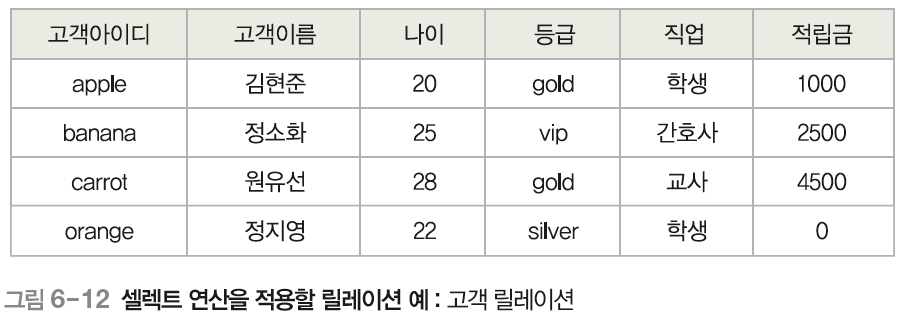 고객아이디 고객이름 나이 등급 직업 적립금
apple 김현준 20 gold 학생 1000
banana 정소화 25 vip 간호사 2500
carrot 원유선 28 gold 교사 4500
orange 정지영 22 silver 학생 0
그림 6-12 셀렉트 연산을 적용할 릴레이션 예 : 고객 릴레이션